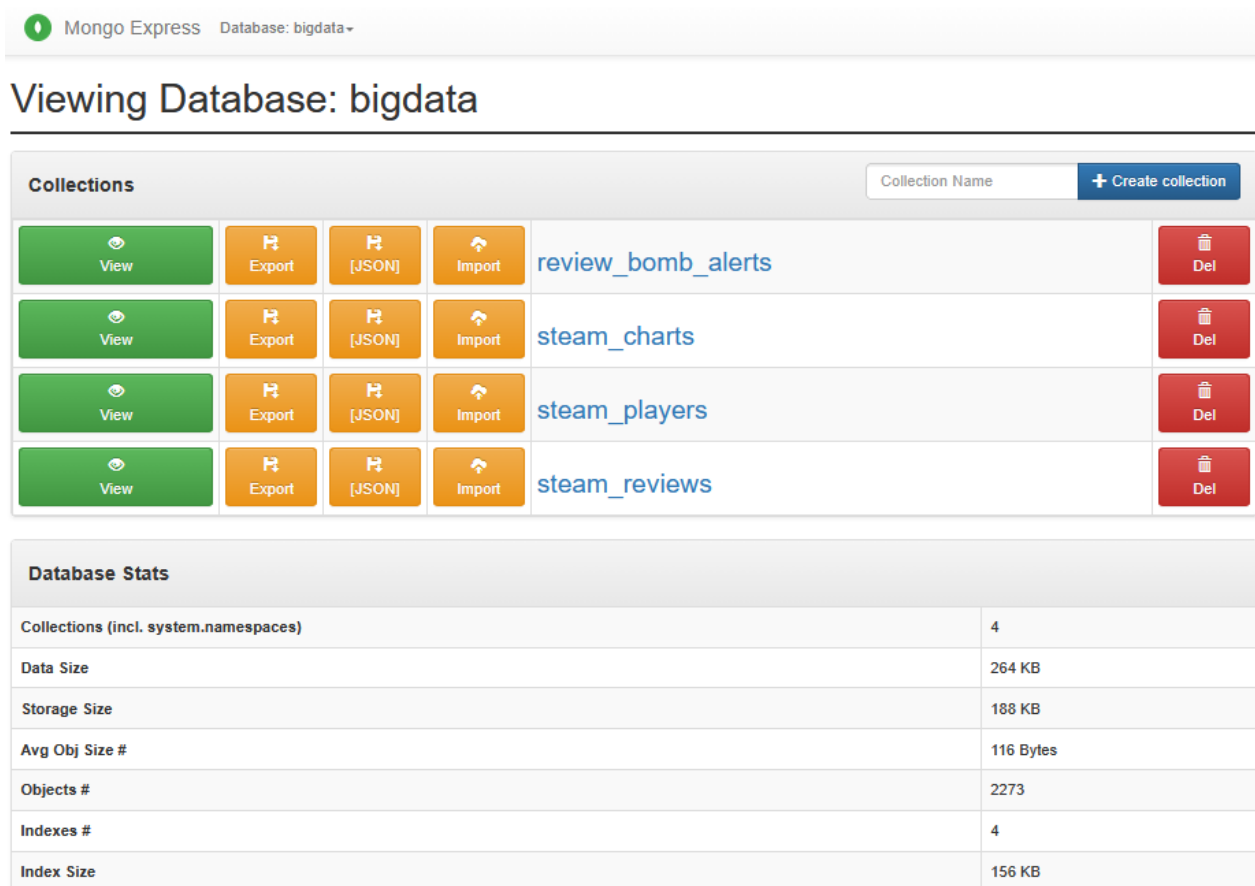 Mongo Express Database: bigdata
Viewing Database: bigdata
Collections Collection Name Create collection
View Export [JSON] Import review_bomb_alerts Del
View Export [JSON] Import steam_charts Del
View Export [JSON] Import steam_players Del
View Export [JSON] Import steam_reviews Del
Database Stats
Collections (incl. system.namespaces) 4
Data Size 264 KB
Storage Size 188 KB
Avg Obj Size # 116 Bytes
Objects # 2273
Indexes # 4
Index Size 156 KB